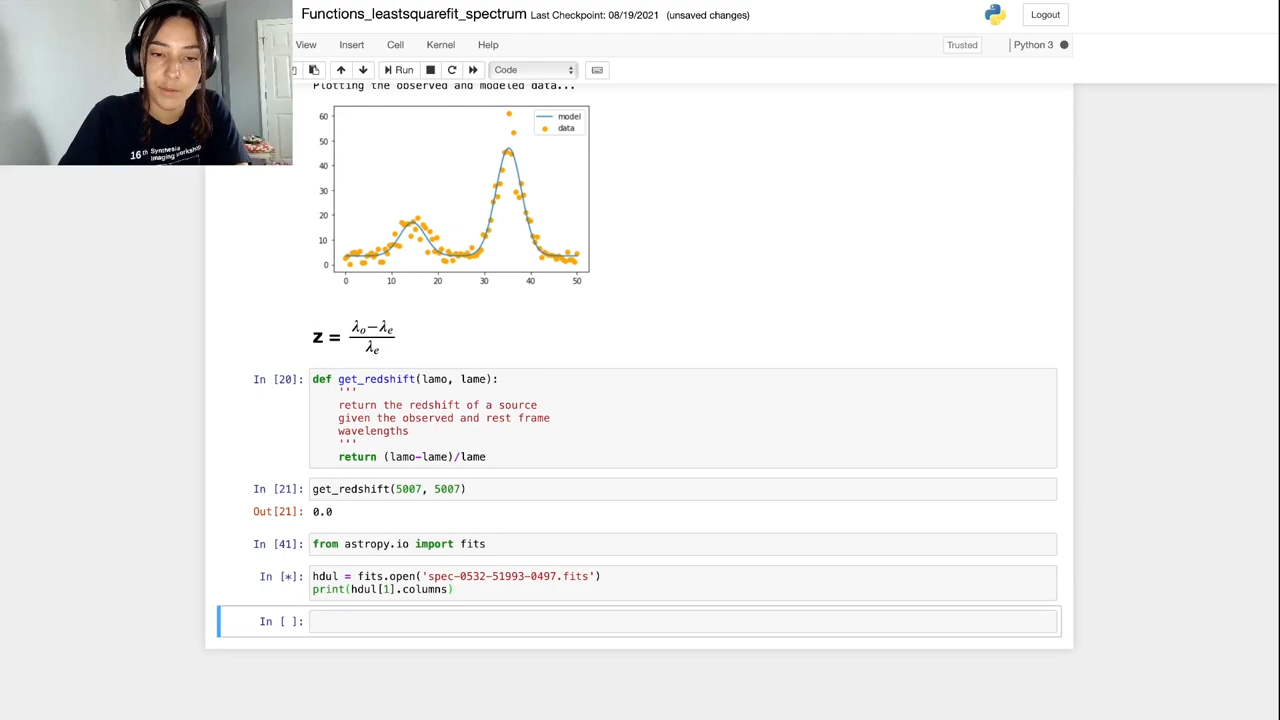 Functions_leastsquarefit_spectrum Last Checkpoint: 08/19/2021 (unsaved changes)
Logout
View Insert Cell Kernel Help
Trusted Python 3
Run Code
16th Synthesis
Imaging Workshop
Plotting the observed and modeled data...
60
50
40
30
20
10
0
model
data
0 10 20 30 40 50
z = λo−λe
λe
In [20]: def get_redshift(lamo, lame):
'''
return the redshift of a source
given the observed and rest frame
wavelengths
'''
return (lamo-lame)/lame
In [21]: get_redshift(5007, 5007)
Out[21]: 0.0
In [41]: from astropy.io import fits
In [*]: hdul = fits.open('spec-0532-51993-0497.fits')
print(hdul[1].columns)
In [ ]: